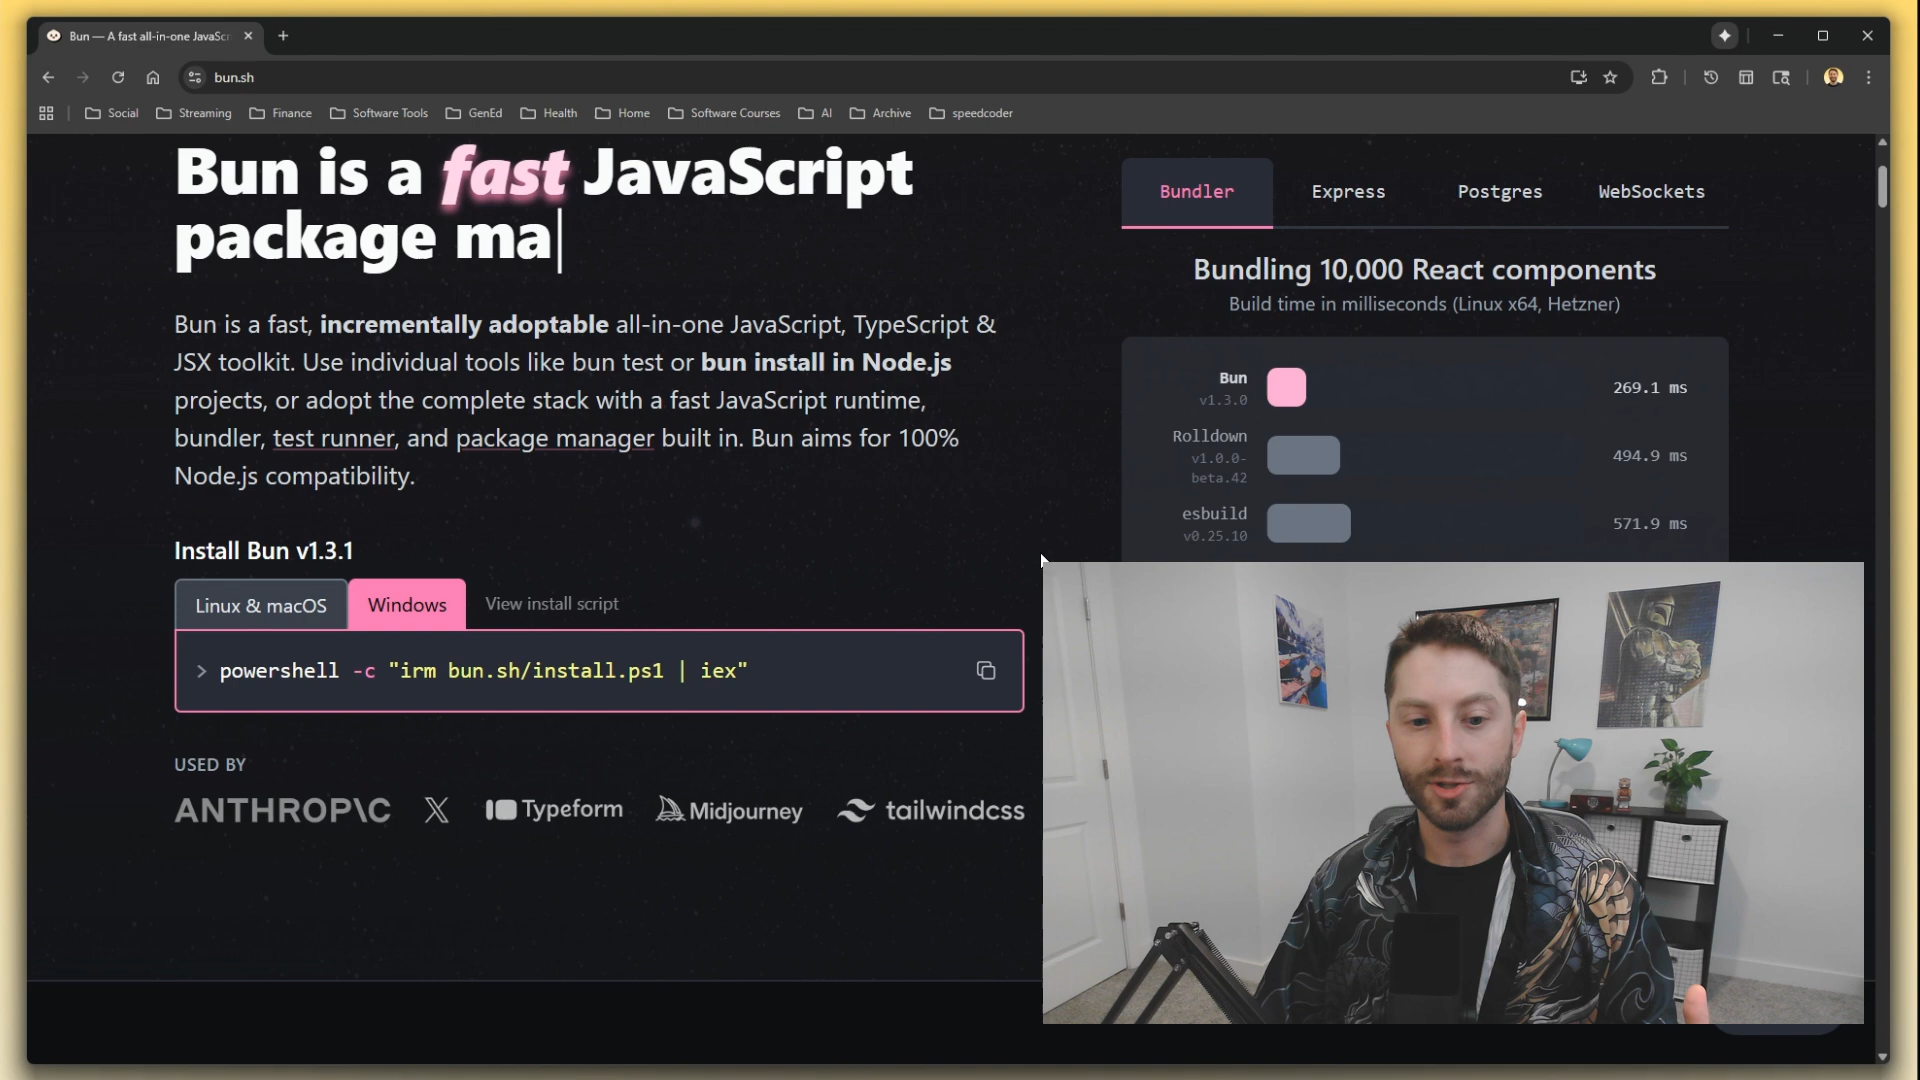 Bun — A fast all-in-one JavaScr
bun.sh
Social
Streaming
Finance
Software Tools
GenEd
Health
Home
Software Courses
AI
Archive
speedcoder
Bun is a fast JavaScript
package ma
Bun is a fast, incrementally adoptable all-in-one JavaScript, TypeScript &
JSX toolkit. Use individual tools like bun test or bun install in Node.js
projects, or adopt the complete stack with a fast JavaScript runtime,
bundler, test runner, and package manager built in. Bun aims for 100%
Node.js compatibility.
Install Bun v1.3.1
Linux & macOS
Windows
View install script
> powershell -c "irm bun.sh/install.ps1 | iex"
USED BY
ANTHROP\C
X
Typeform
Midjourney
tailwindcss
Bundler
Express
Postgres
WebSockets
Bundling 10,000 React components
Build time in milliseconds (Linux x64, Hetzner)
Bun
v1.3.0
269.1 ms
Rolldown
v1.0.0-
beta.42
494.9 ms
esbuild
v0.25.10
571.9 ms